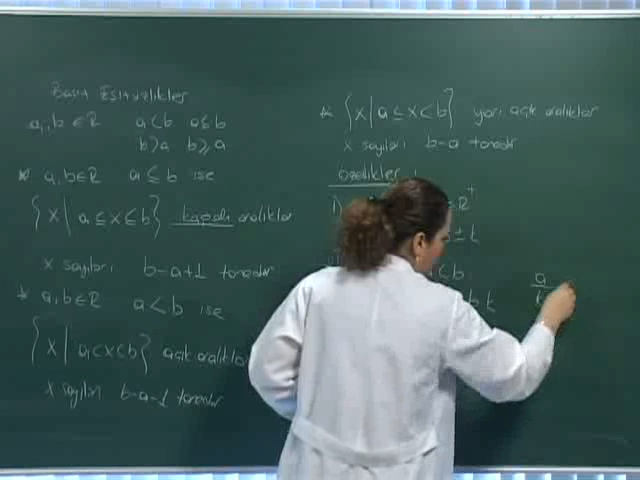 Basit Eşitsizlikler
a, b ∈ R a < b a ≤ b
b > a b ≥ a
* a, b ∈ R a ≤ b ise
{x | a ≤ x ≤ b} kapalı aralıklar
x sayıları b-a+1 tanedir
* a, b ∈ R a < b ise
{x | a < x < b} açık aralıklar
x sayıları b-a-1 tanedir
* {x | a ≤ x < b} yarı açık aralıklar
x sayıları b-a tanedir
özellikler
R⁺
± k
< b
b k
a